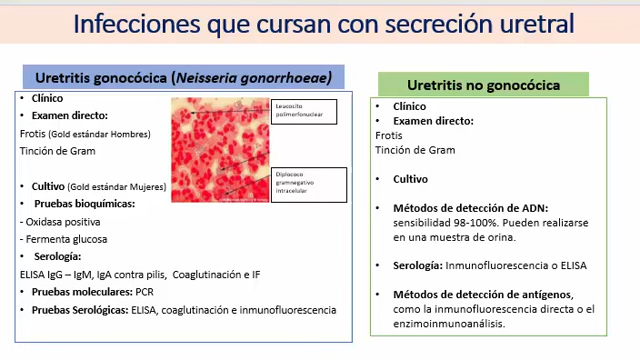 Infecciones que cursan con secreción uretral
Uretritis gonocócica (Neisseria gonorrhoeae)
• Clínico
• Examen directo:
Frotis (Gold estándar Hombres)
Tinción de Gram
• Cultivo (Gold estándar Mujeres)
• Pruebas bioquímicas:
- Oxidasa positiva
- Fermenta glucosa
• Serología:
ELISA IgG – IgM, IgA contra pilis, Coaglutinación e IF
• Pruebas moleculares: PCR
• Pruebas Serológicas: ELISA, coaglutinación e inmunofluorescencia
Leucocito
polimorfonuclear
Diplococo
gramnegativo
intracelular
Uretritis no gonocócica
• Clínico
• Examen directo:
Frotis
Tinción de Gram
• Cultivo
• Métodos de detección de ADN:
sensibilidad 98-100%. Pueden realizarse
en una muestra de orina.
• Serología: Inmunofluorescencia o ELISA
• Métodos de detección de antígenos,
como la inmunofluorescencia directa o el
enzimoinmunoanálisis.